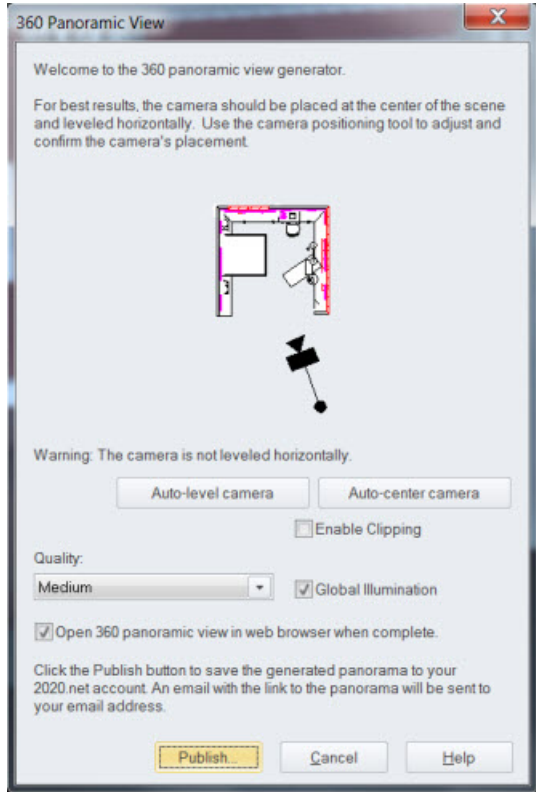 360 Panoramic View
Welcome to the 360 panoramic view generator.
For best results, the camera should be placed at the center of the scene
and leveled horizontally. Use the camera positioning tool to adjust and
confirm the camera's placement.
Warning: The camera is not leveled horizontally.
Auto-level camera
Auto-center camera
Enable Clipping
Quality:
Medium
Global Illumination
Open 360 panoramic view in web browser when complete.
Click the Publish button to save the generated panorama to your
2020.net account. An email with the link to the panorama will be sent to
your email address.
Publish...
Cancel
Help